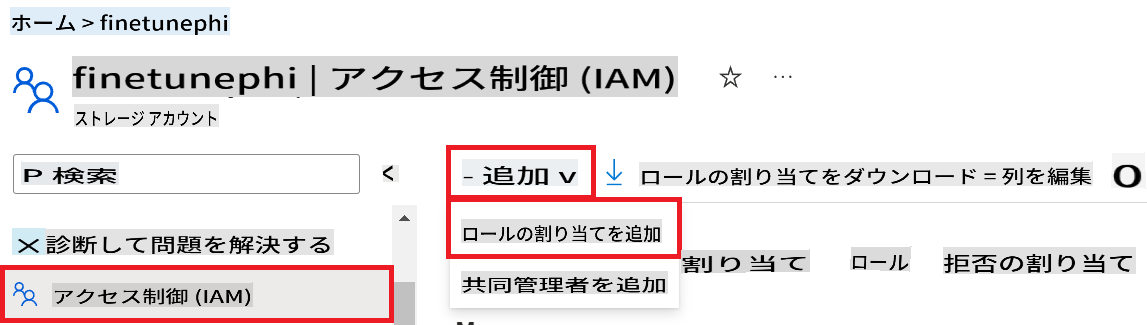 ホーム > finetunephi
finetunephi | アクセス制御 (IAM)
ストレージ アカウント
P 検索
- 追加 v
ロールの割り当てをダウンロード = 列を編集
O
ロールの割り当てを追加
共同管理者を追加
割り当て
ロール
拒否の割り当て
X 診断して問題を解決する
アクセス制御 (IAM)